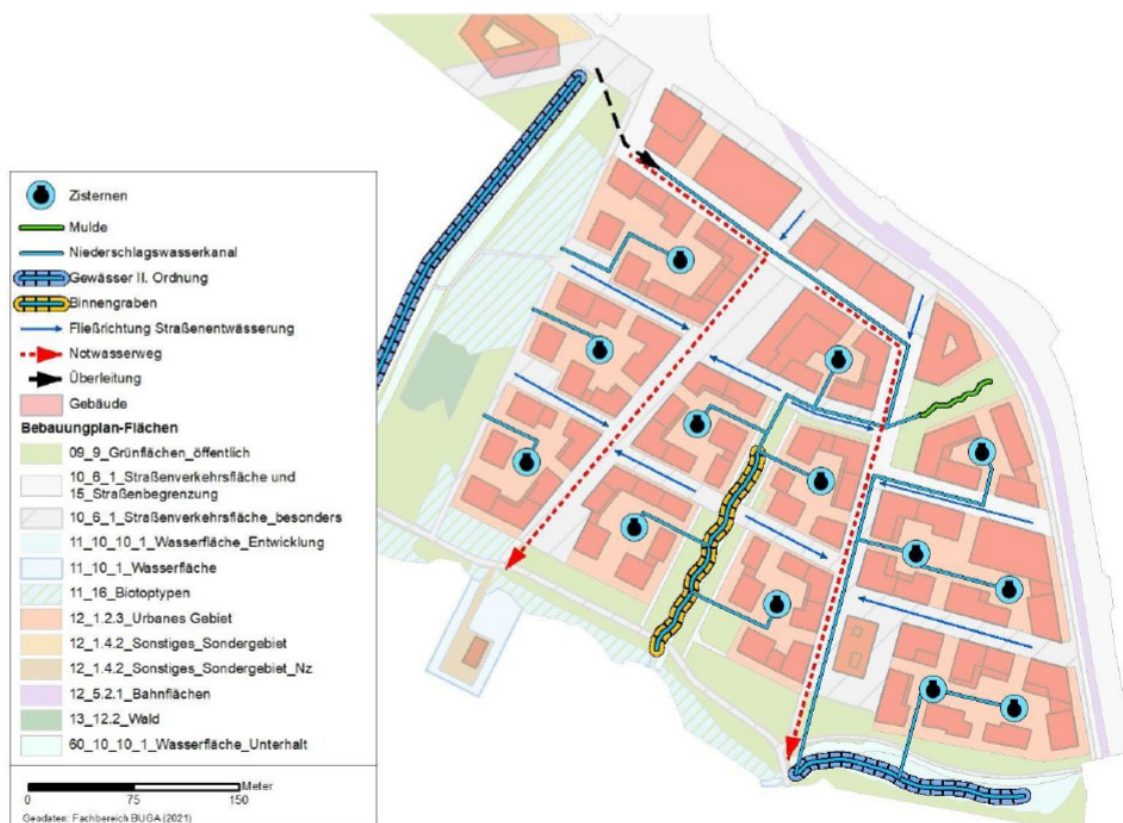 Zisternen
Mulde
Niederschlagswasserkanal
Gewässer II. Ordnung
Binnengraben
Fließrichtung Straßenentwässerung
Notwasserweg
Überleitung
Gebäude
Bebauungplan-Flächen
09_9_Grünflächen_öffentlich
10_6_1_Straßenverkehrsfläche und
15_Straßenbegrenzung
10_6_1_Straßenverkehrsfläche_besonders
11_10_10_1_Wasserfläche_Entwicklung
11_10_1_Wasserfläche
11_16_Biotoptypen
12_1.2.3_Urbanes Gebiet
12_1.4.2_Sonstiges_Sondergebiet
12_1.4.2_Sonstiges_Sondergebiet_Nz
12_5.2.1_Bahnflächen
13_12.2_Wald
60_10_10_1_Wasserfläche_Unterhalt
Meter
0 75 150
Geodaten: Fachbereich BUGA (2021)